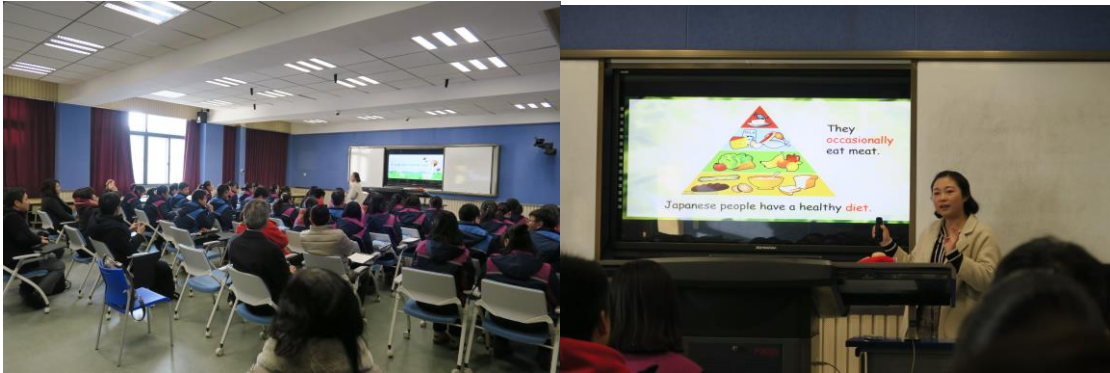 They
occasionally
eat meat.
Japanese people have a healthy diet.